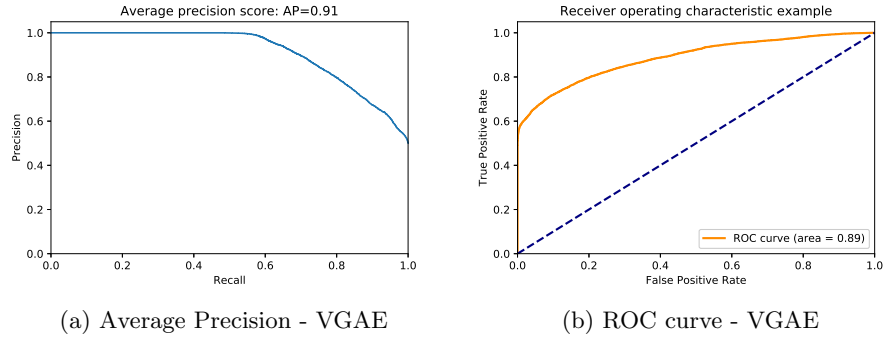 Average precision score: AP=0.91
1.0
0.8
0.6
0.4
0.2
0.0
Precision
0.0 0.2 0.4 0.6 0.8 1.0
Recall
(a) Average Precision - VGAE
Receiver operating characteristic example
1.0
0.8
0.6
0.4
0.2
0.0
True Positive Rate
ROC curve (area = 0.89)
0.0 0.2 0.4 0.6 0.8 1.0
False Positive Rate
(b) ROC curve - VGAE